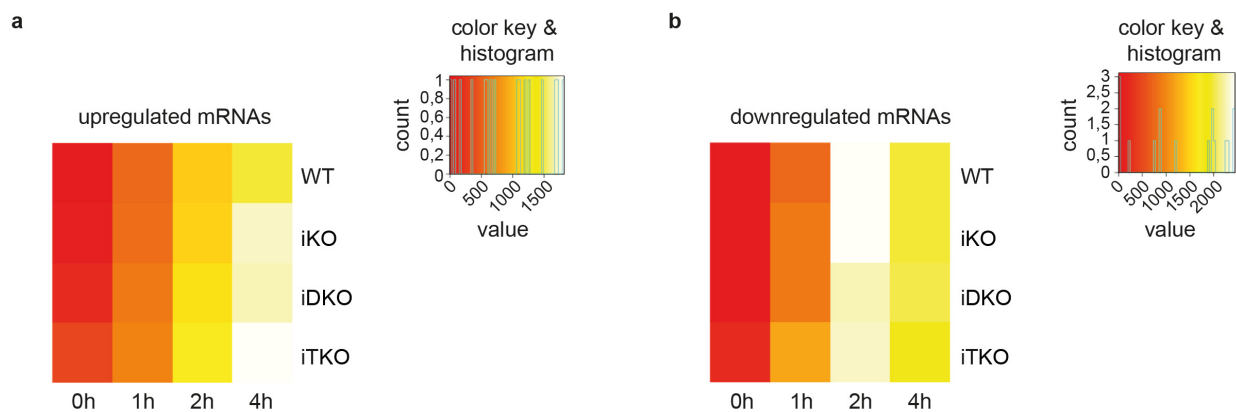 a
color key &
histogram
count
1
0,8
0,6
0,4
0,2
0
0 500 1000 1500
value
upregulated mRNAs
WT
iKO
iDKO
iTKO
0h 1h 2h 4h
b
color key &
histogram
count
3
2,5
2
1,5
1
0,5
0
0 500 1000 1500 2000
value
downregulated mRNAs
WT
iKO
iDKO
iTKO
0h 1h 2h 4h